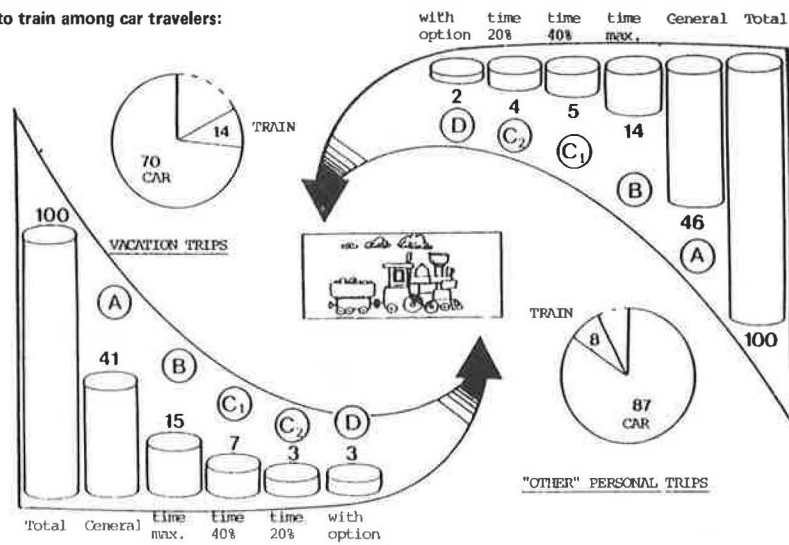 to train among car travelers:
with option
time 20%
time 40%
time max.
General
Total
2
4
5
14
46
100
D
C2
C1
B
A
14
TRAIN
70
CAR
VACATION TRIPS
100
41
15
7
3
3
A
B
C1
C2
D
Total
General
time max.
time 40%
time 20%
with option
TRAIN
8
87
CAR
"OTHER" PERSONAL TRIPS